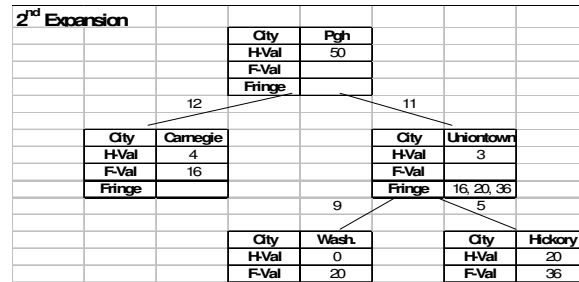 2nd Expansion
City Pgh
H-Val 50
F-Val
Fringe
12 11
City Carnegie City Uniontown
H-Val 4 H-Val 3
F-Val 16 F-Val
Fringe Fringe 16, 20, 36
9 5
City Wash. City Hickory
H-Val 0 H-Val 20
F-Val 20 F-Val 36